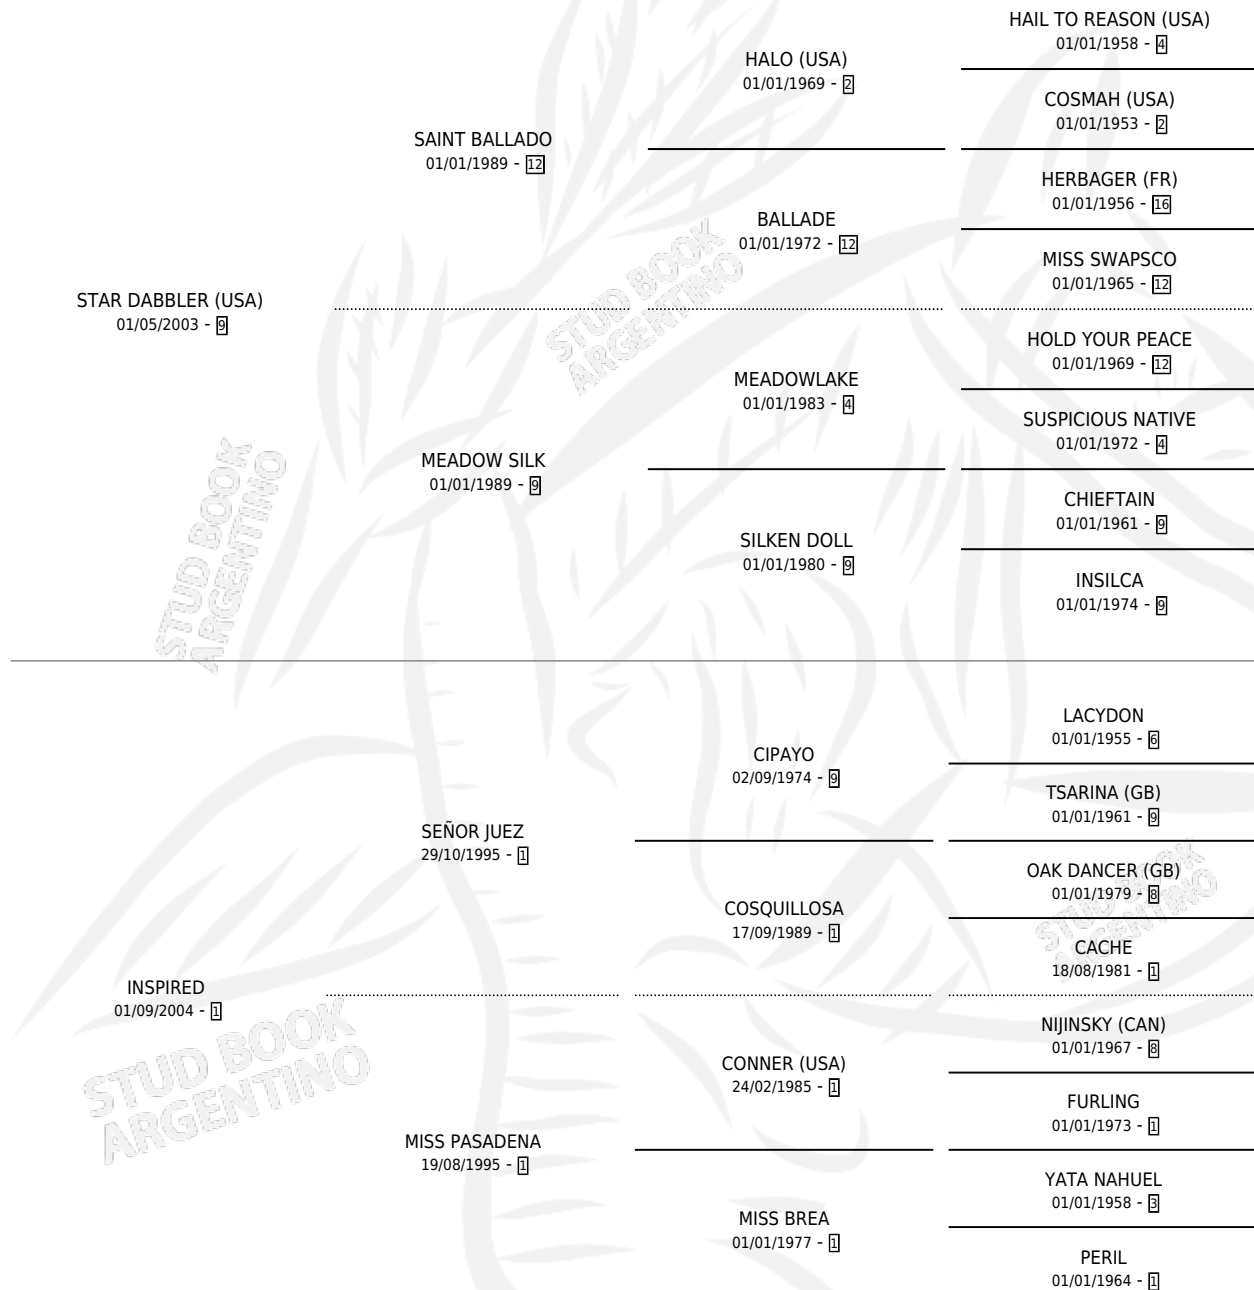 HAIL TO REASON (USA)
01/01/1958 - 4
HALO (USA)
01/01/1969 - 2
COSMAH (USA)
01/01/1953 - 2
SAINT BALLADO
01/01/1989 - 12
HERBAGER (FR)
01/01/1956 - 16
BALLADE
01/01/1972 - 12
MISS SWAPSCO
01/01/1965 - 12
STAR DABBLER (USA)
01/05/2003 - 9
STUD BOOK
ARGENTINO
HOLD YOUR PEACE
01/01/1969 - 12
MEADOWLAKE
01/01/1983 - 4
SUSPICIOUS NATIVE
01/01/1972 - 4
MEADOW SILK
01/01/1989 - 9
CHIEFTAIN
01/01/1961 - 9
SILKEN DOLL
01/01/1980 - 9
INSILCA
01/01/1974 - 9
STUD BOOK
ARGENTINO
LACYDON
01/01/1955 - 6
CIPAYO
02/09/1974 - 9
TSARINA (GB)
01/01/1961 - 9
SEÑOR JUEZ
29/10/1995 - 1
OAK DANCER (GB)
01/01/1979 - 8
COSQUILLOSA
17/09/1989 - 1
CACHE
18/08/1981 - 1
STUD BOOK
ARGENTINO
INSPIRED
01/09/2004 - 1
STUD BOOK
ARGENTINO
NIJINSKY (CAN)
01/01/1967 - 8
CONNER (USA)
24/02/1985 - 1
FURLING
01/01/1973 - 1
MISS PASADENA
19/08/1995 - 1
YATA NAHUEL
01/01/1958 - 3
MISS BREA
01/01/1977 - 1
PERIL
01/01/1964 - 1